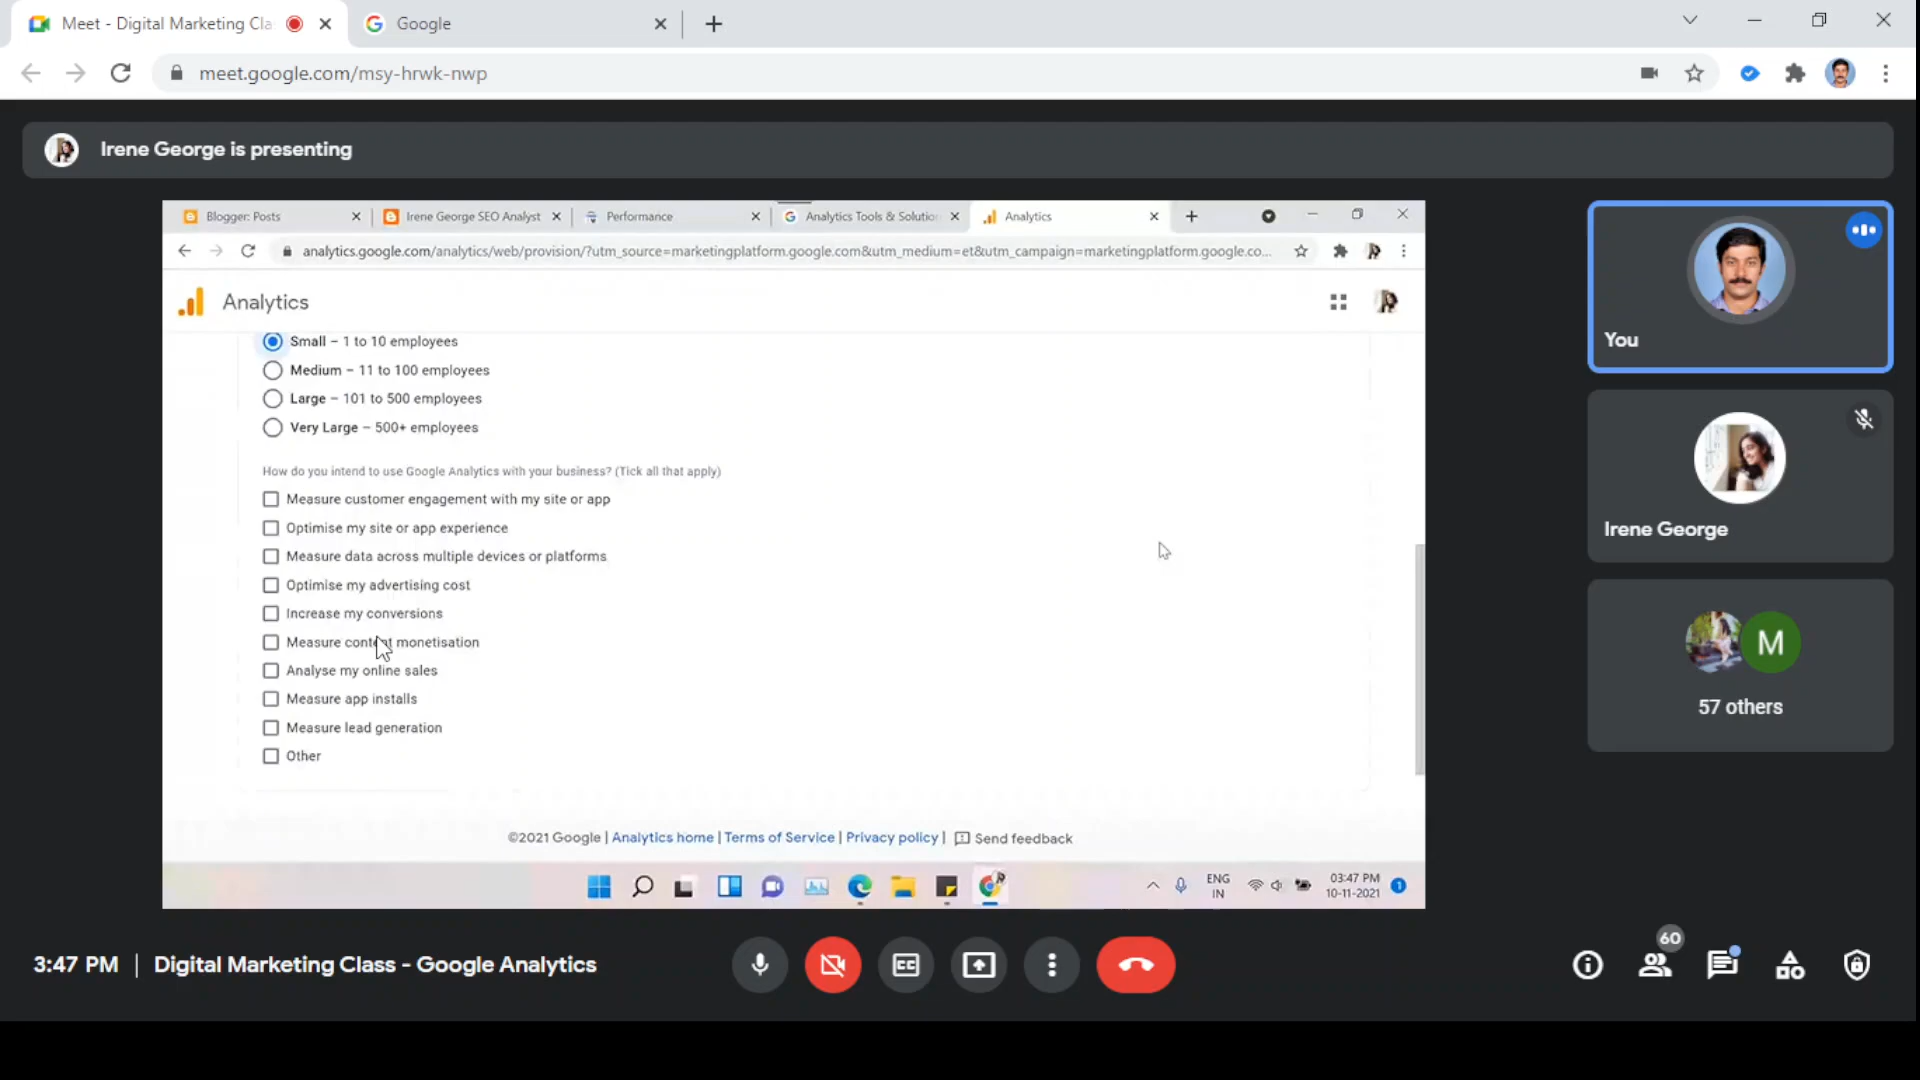 Meet - Digital Marketing Cla
Google
meet.google.com/msy-hrwk-nwp
Irene George is presenting
Blogger: Posts
Irene George SEO Analyst
Performance
Analytics Tools & Solution
Analytics
analytics.google.com/analytics/web/provision/?utm_source=marketingplatform.google.com&utm_medium=et&utm_campaign=marketingplatform.google.co...
Analytics
Small – 1 to 10 employees
Medium – 11 to 100 employees
Large – 101 to 500 employees
Very Large – 500+ employees
How do you intend to use Google Analytics with your business? (Tick all that apply)
Measure customer engagement with my site or app
Optimise my site or app experience
Measure data across multiple devices or platforms
Optimise my advertising cost
Increase my conversions
Measure content monetisation
Analyse my online sales
Measure app installs
Measure lead generation
Other
©2021 Google | Analytics home | Terms of Service | Privacy policy | Send feedback
ENG
IN
03:47 PM
10-11-2021
1
You
Irene George
M
57 others
3:47 PM | Digital Marketing Class - Google Analytics
CC
60